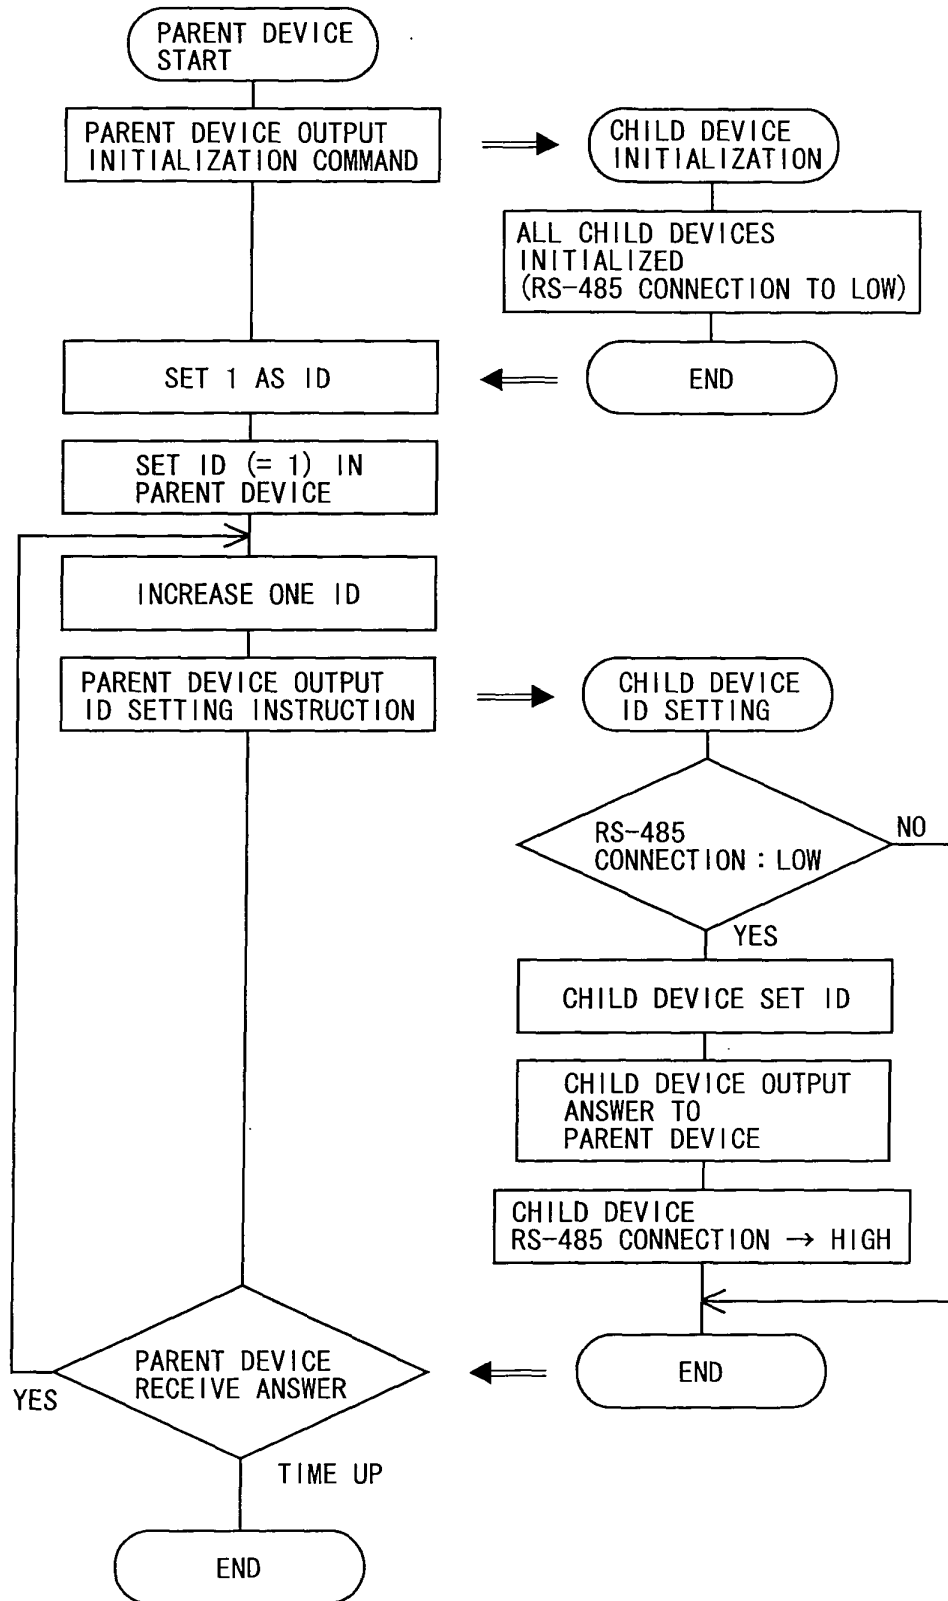 PARENT DEVICE
START
PARENT DEVICE OUTPUT
INITIALIZATION COMMAND
CHILD DEVICE
INITIALIZATION
ALL CHILD DEVICES
INITIALIZED
(RS-485 CONNECTION TO LOW)
SET 1 AS ID
END
SET ID (= 1) IN
PARENT DEVICE
INCREASE ONE ID
PARENT DEVICE OUTPUT
ID SETTING INSTRUCTION
CHILD DEVICE
ID SETTING
RS-485
CONNECTION : LOW
NO
YES
CHILD DEVICE SET ID
CHILD DEVICE OUTPUT
ANSWER TO
PARENT DEVICE
CHILD DEVICE
RS-485 CONNECTION → HIGH
PARENT DEVICE
RECEIVE ANSWER
END
YES
TIME UP
END